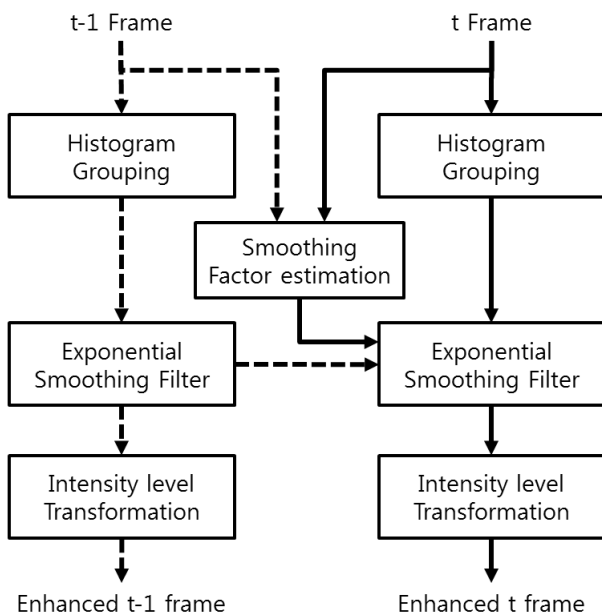 t-1 Frame
t Frame
Histogram
Grouping
Histogram
Grouping
Smoothing
Factor estimation
Exponential
Smoothing Filter
Exponential
Smoothing Filter
Intensity level
Transformation
Intensity level
Transformation
Enhanced t-1 frame
Enhanced t frame